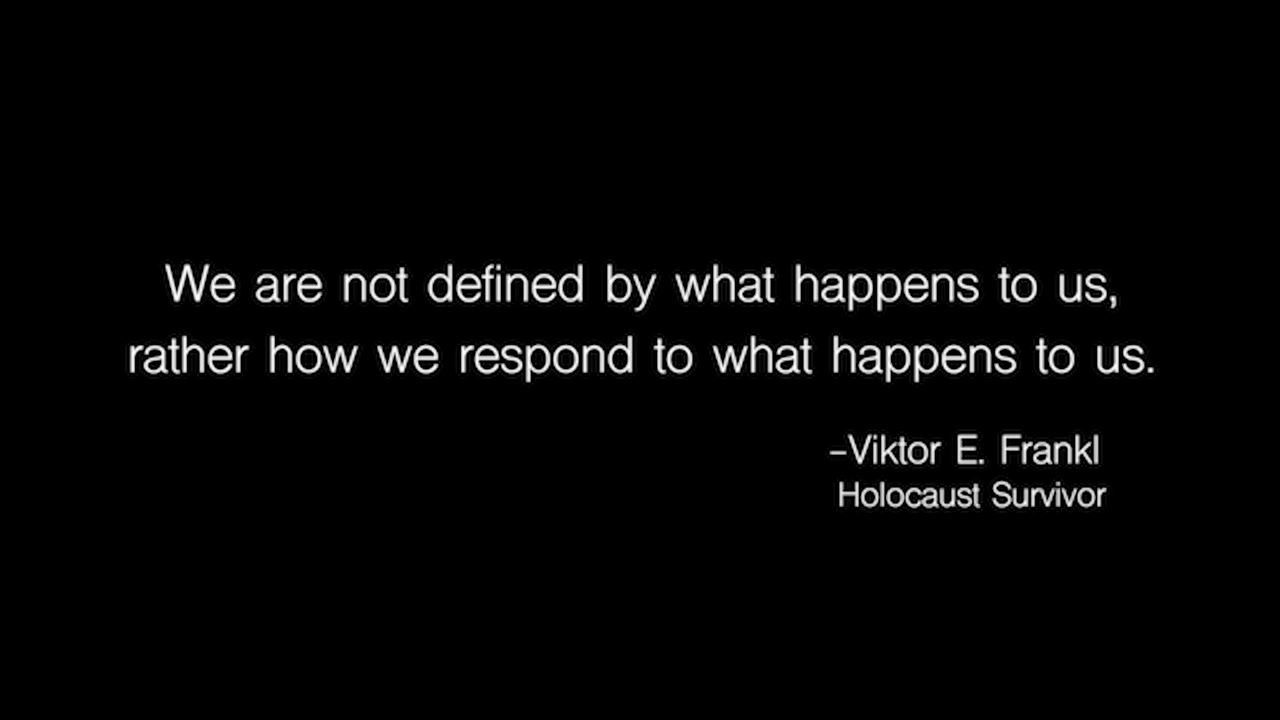 We are not defined by what happens to us,
rather how we respond to what happens to us.
–Viktor E. Frankl
Holocaust Survivor